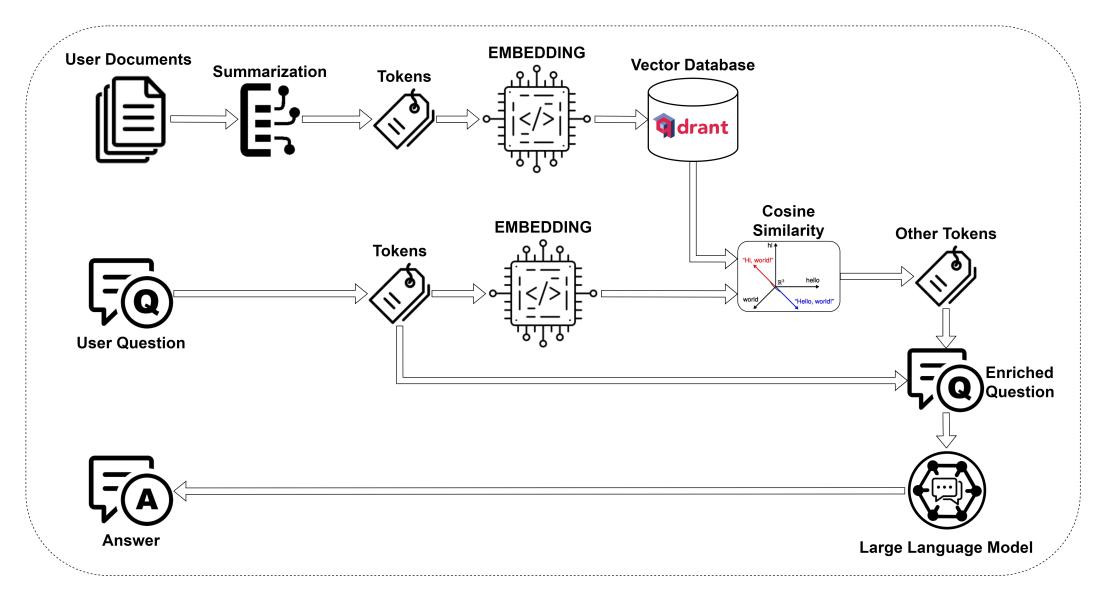 User Documents
Summarization
Tokens
EMBEDDING
</>
Vector Database
qdrant
User Question
Q
Tokens
EMBEDDING
</>
Cosine
Similarity
hi
"Hi, world!"
R³
hello
world
"Hello, world!"
Other Tokens
Q
Enriched
Question
A
Answer
Large Language Model